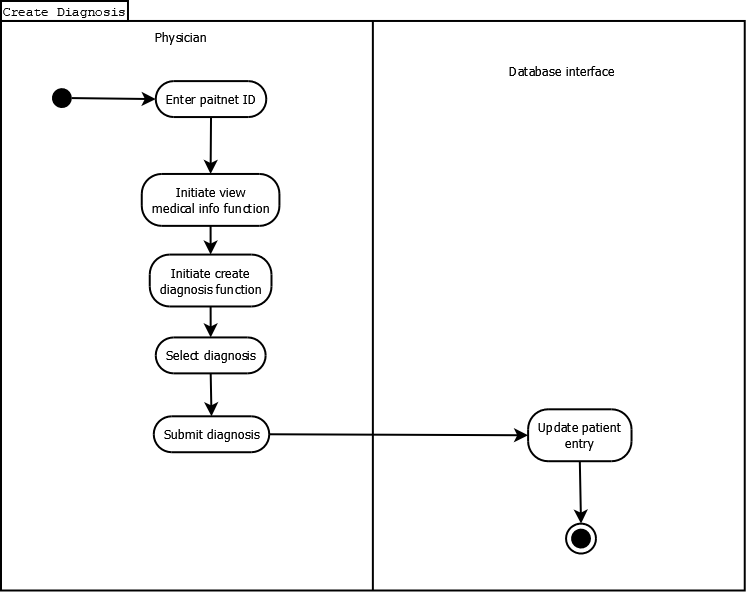 Create Diagnosis
Physician
Database interface
Enter paitnet ID
Initiate view
medical info function
Initiate create
diagnosis function
Select diagnosis
Submit diagnosis
Update patient
entry